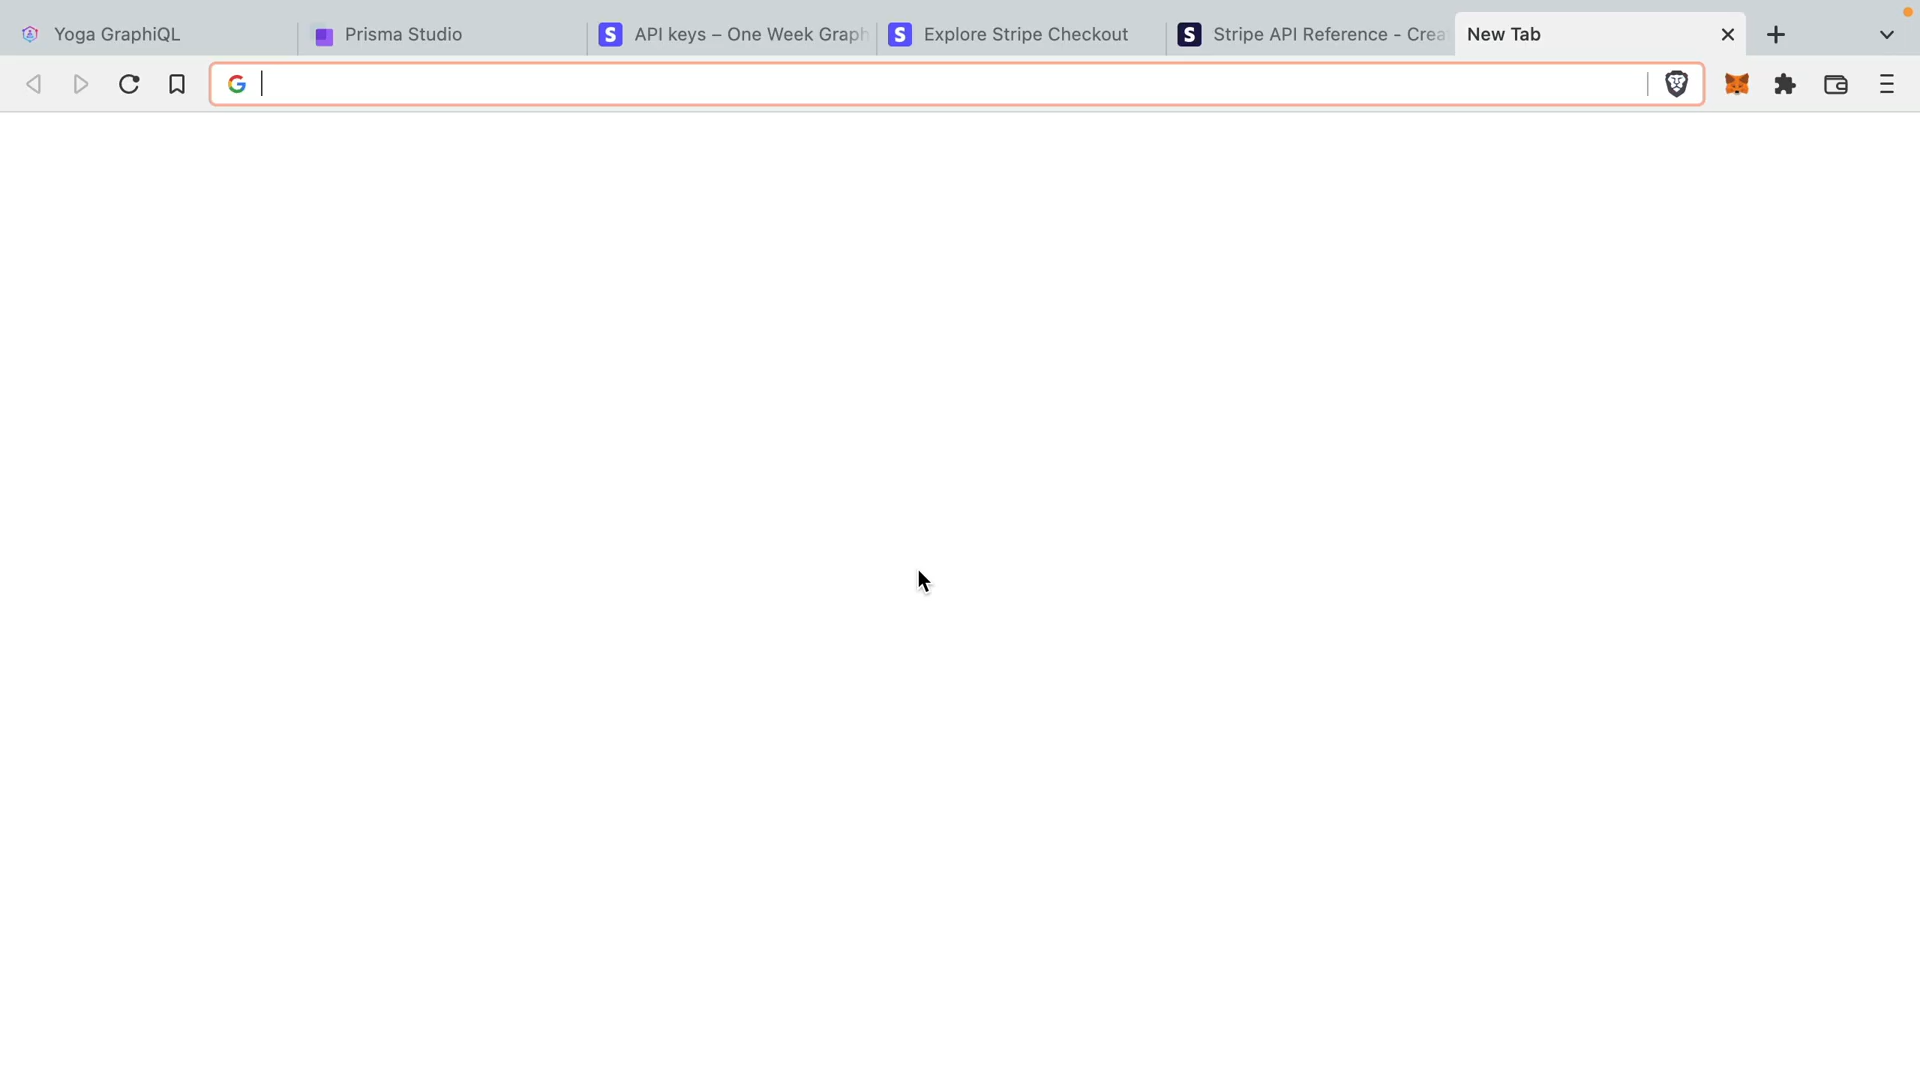 Yoga GraphiQL
Prisma Studio
API keys – One Week Graph
Explore Stripe Checkout
Stripe API Reference - Crea
New Tab